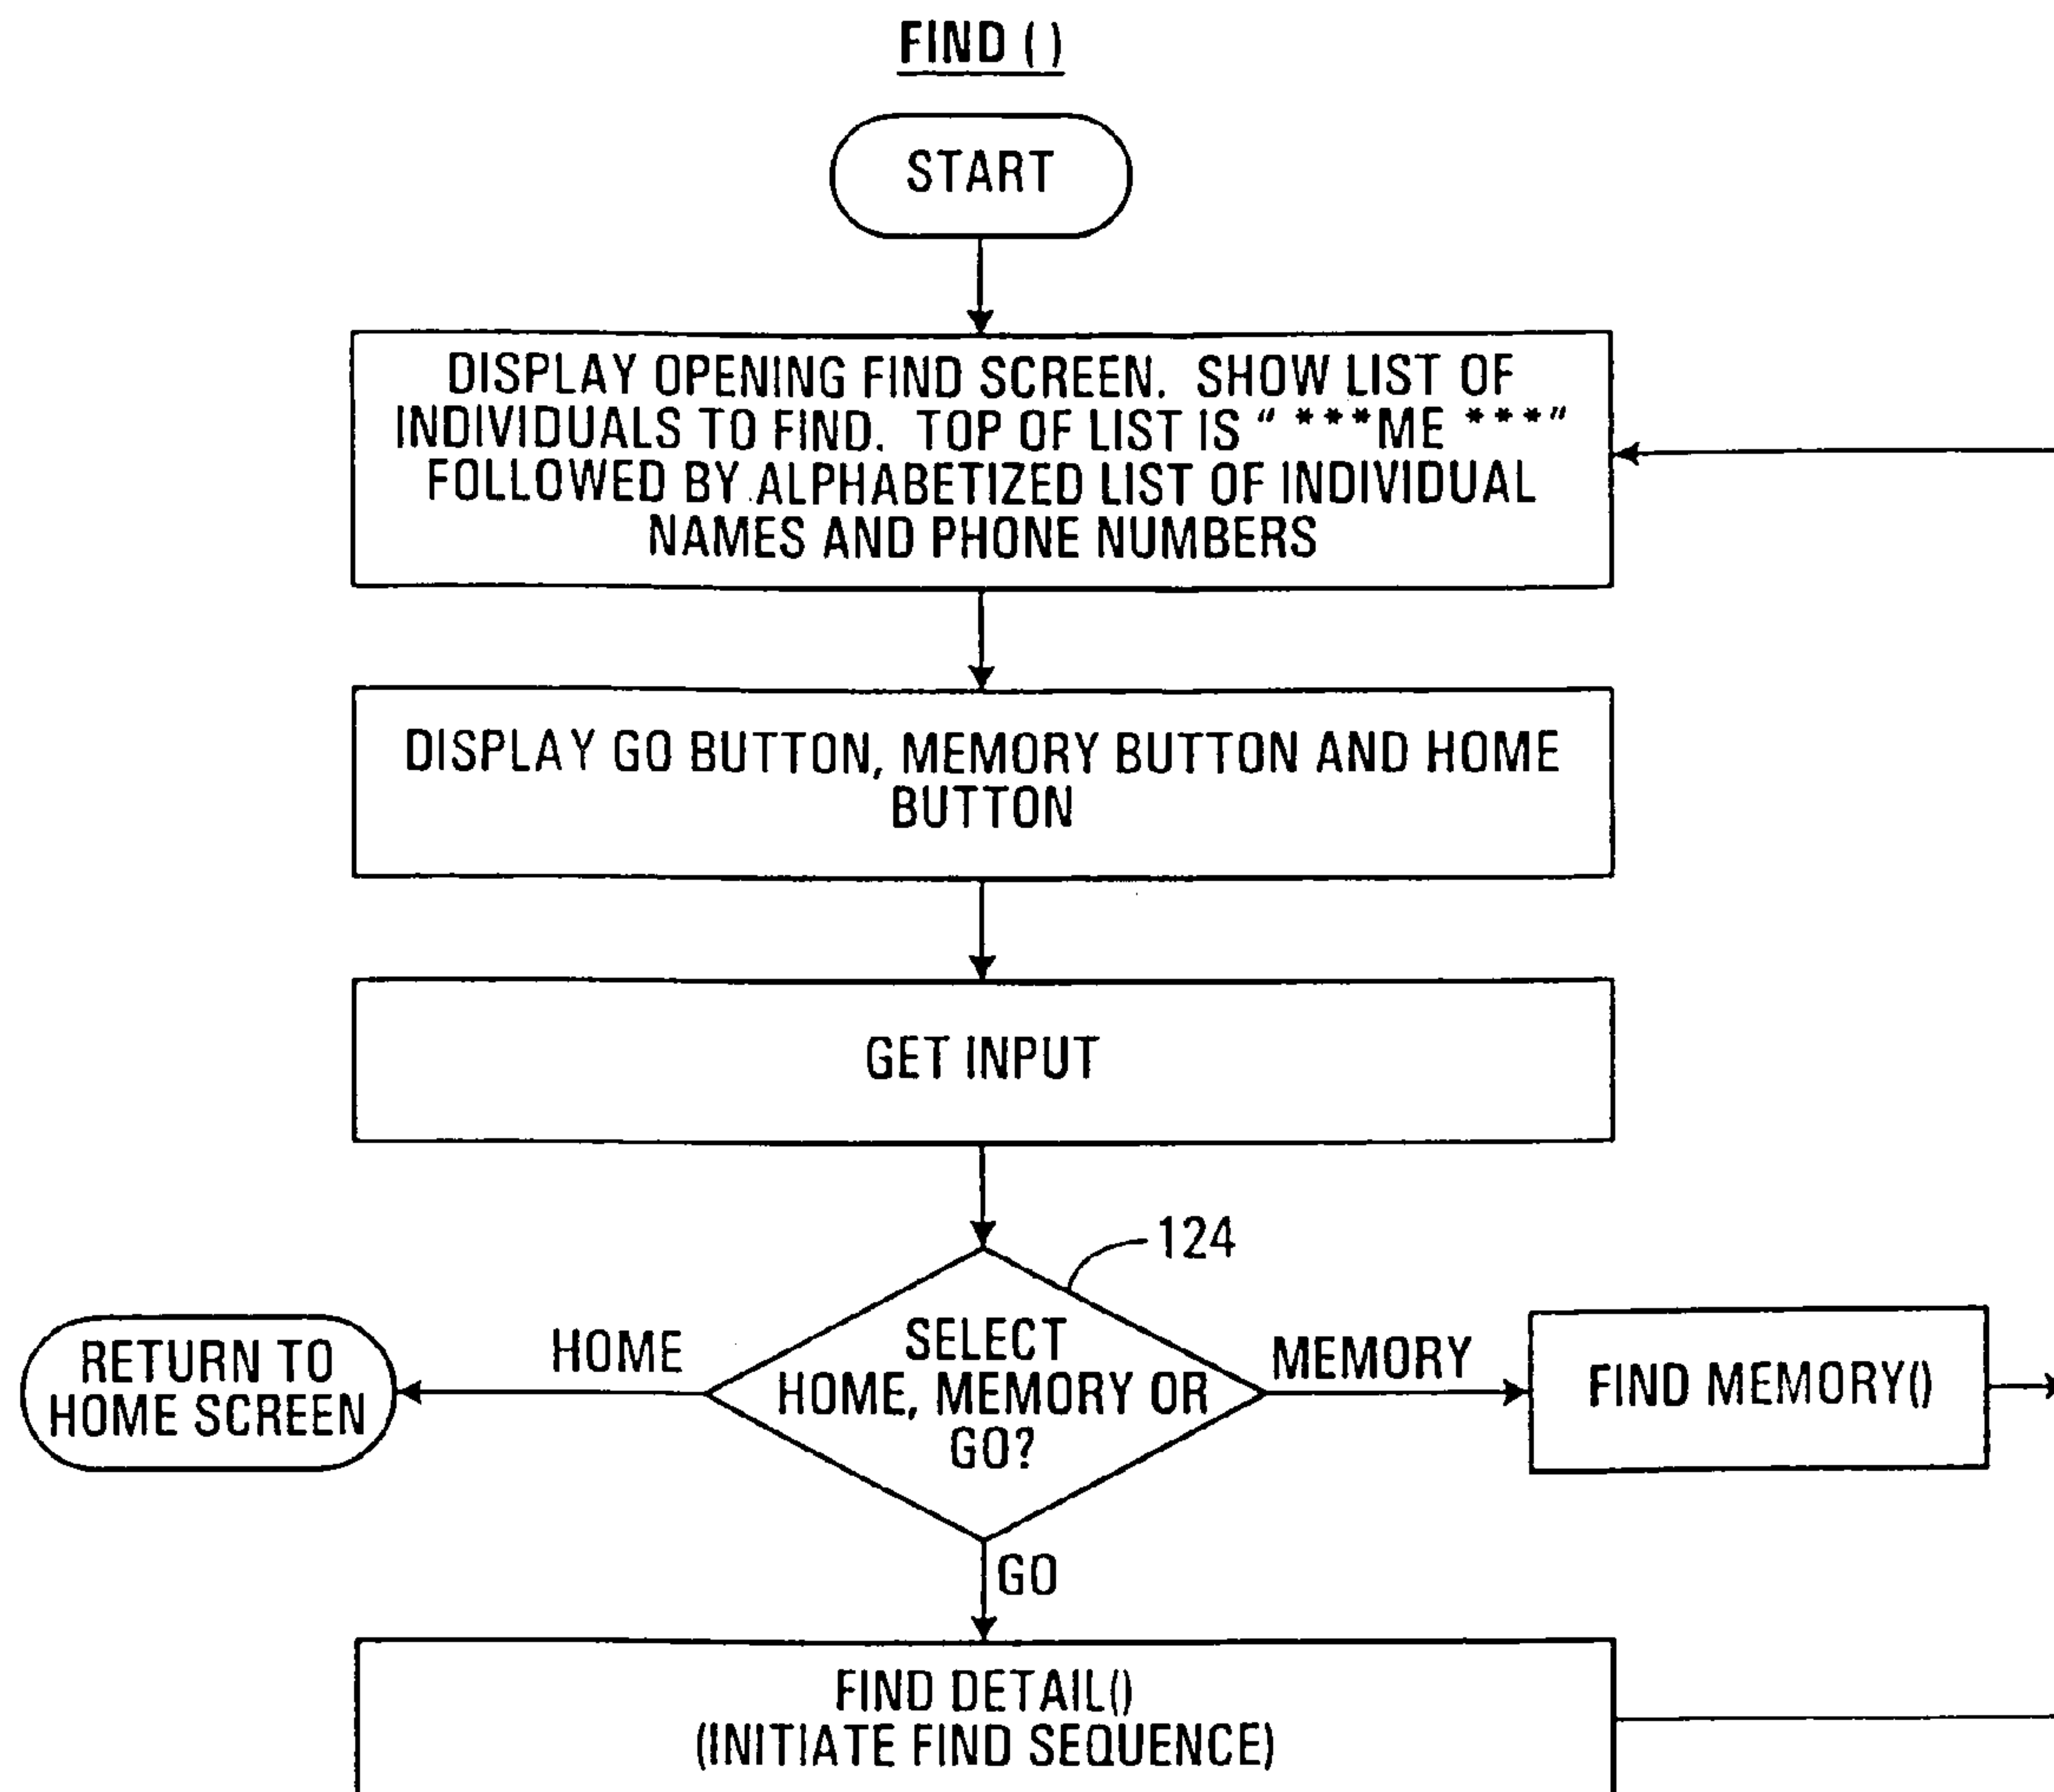 FIND ( )
START
DISPLAY OPENING FIND SCREEN. SHOW LIST OF
INDIVIDUALS TO FIND. TOP OF LIST IS " ***ME ***"
FOLLOWED BY ALPHABETIZED LIST OF INDIVIDUAL
NAMES AND PHONE NUMBERS
DISPLAY GO BUTTON, MEMORY BUTTON AND HOME
BUTTON
GET INPUT
124
SELECT
HOME, MEMORY OR
GO?
HOME
RETURN TO
HOME SCREEN
MEMORY
FIND MEMORY()
GO
FIND DETAIL()
(INITIATE FIND SEQUENCE)